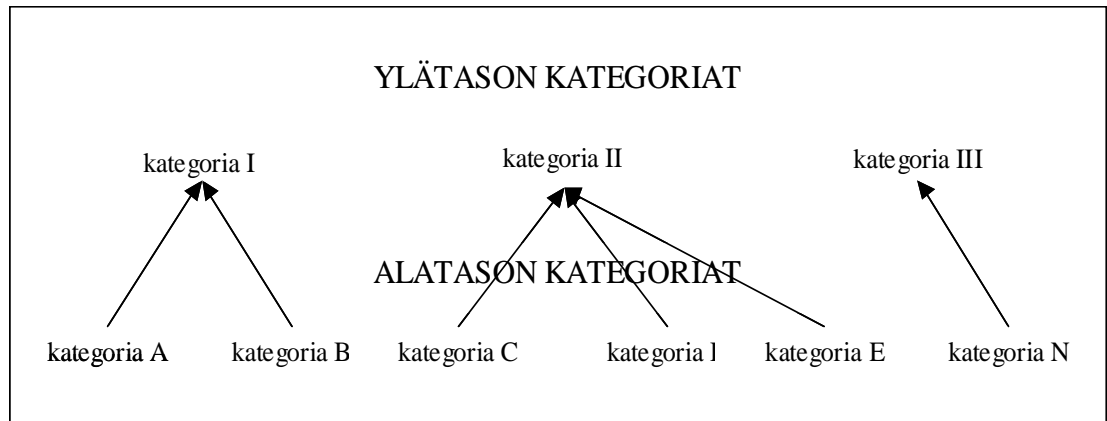 YLÄTASON KATEGORIAT
kategoria I kategoria II kategoria III
ALATASON KATEGORIAT
kategoria A kategoria B kategoria C kategoria kategoria E kategoria N